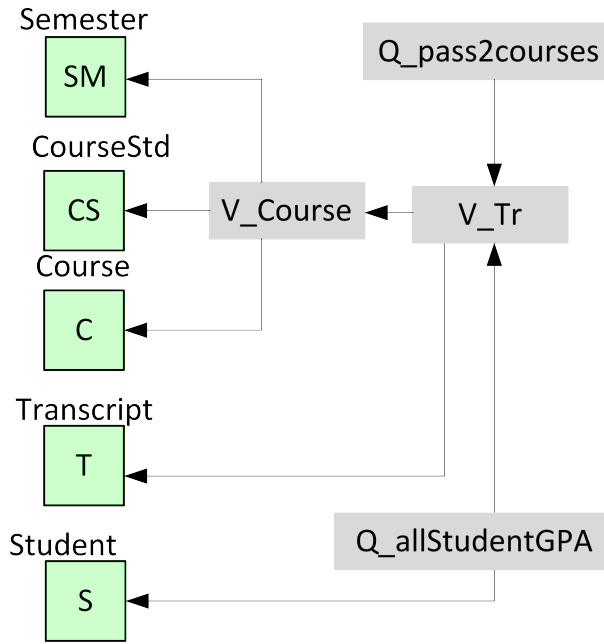 Semester
SM
Q_pass2courses
CourseStd
CS
V_Course
V_Tr
Course
C
Transcript
T
Q_allStudentGPA
Student
S